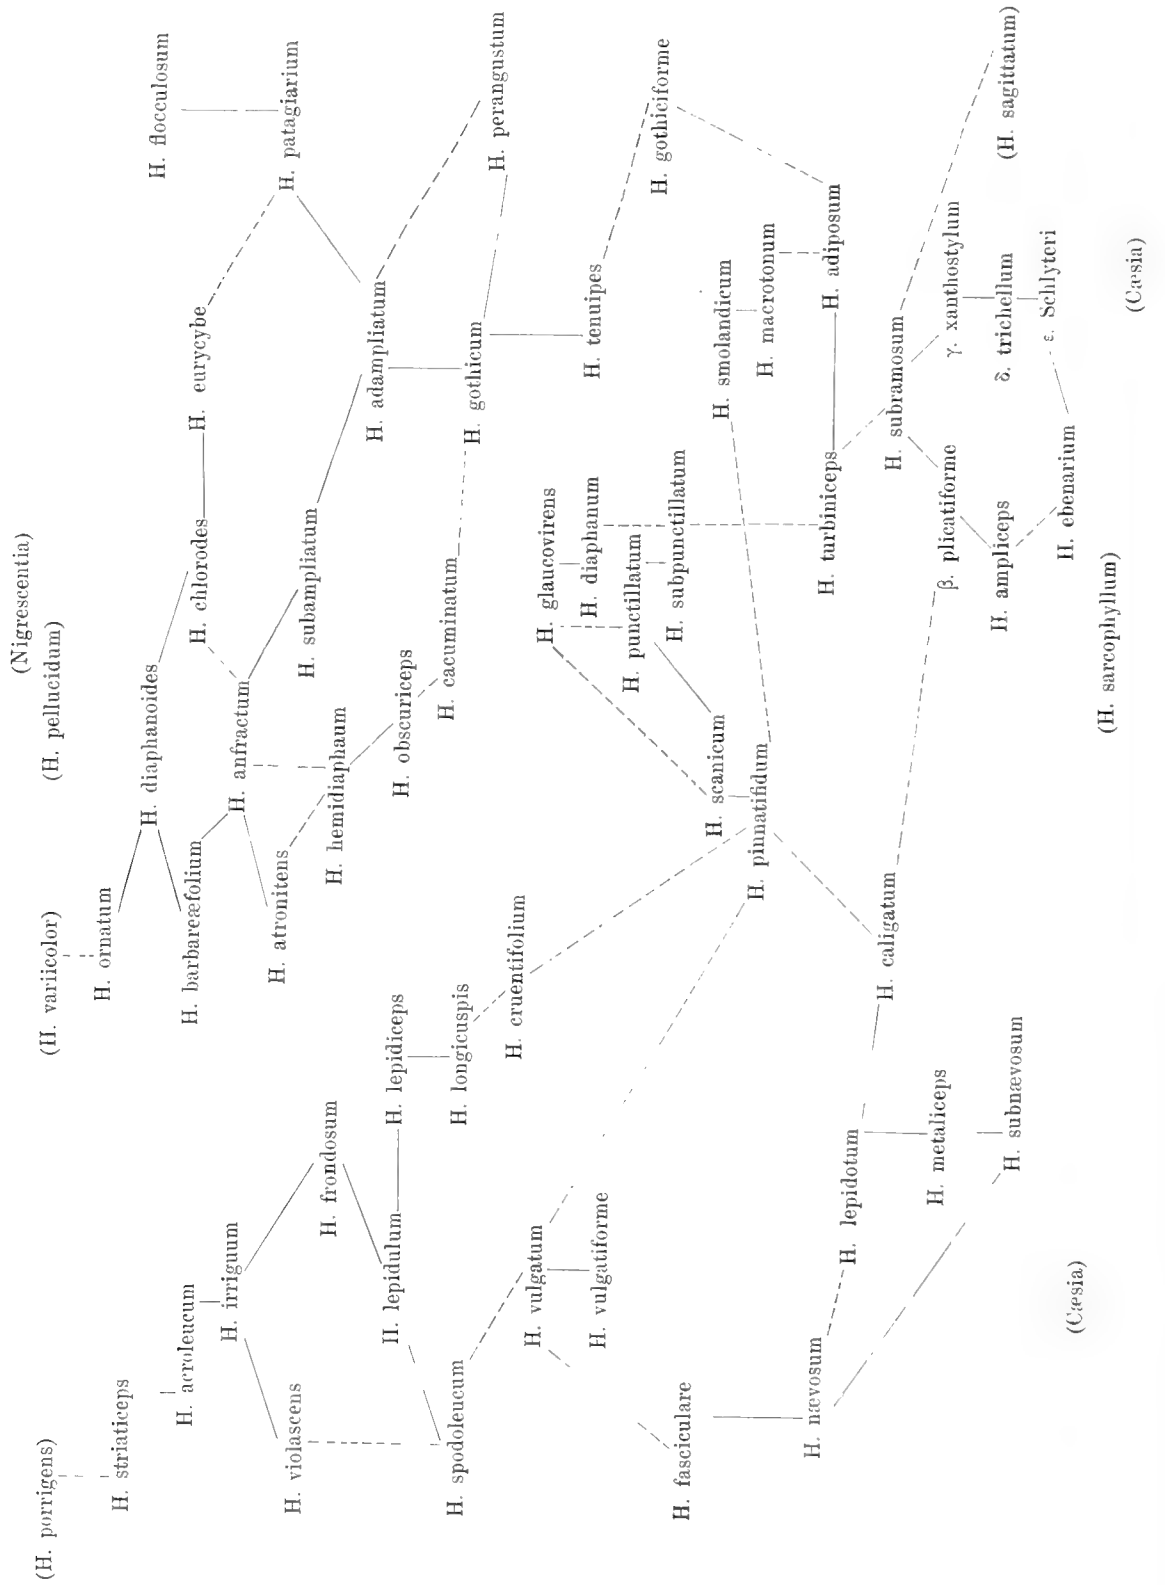 (Nigrescentia)
(H. porrigens)
(H. variicolor)
(H. pellucidum)
H. striaticeps
H. ornatum
H. diaphanoides
H. flocculosum
H. acroleucum
H. barbareæfolium
H. chlorodes
H. eurycybe
H. irriguum
H. anfractum
H. patagiarium
H. violascens
H. atronitens
H. subampliatum
H. frondosum
H. hemidiaphaum
H. adampliatum
H. lepidulum
H. lepidiceps
H. obscuriceps
H. spodoleucum
H. longicuspis
H. cacuminatum
H. gothicum
H. perangustum
H. cruentifolium
H. vulgatum
H. glaucovirens
H. vulgatiforme
H. diaphanum
H. tenuipes
H. punctillatum
H. gothiciforme
H. fasciculare
H. subpunctillatum
H. scanicum
H. smolandicum
H. pinnatifidum
H. macrotonum
H. nævosum
H. turbiniceps
H. adiposum
H. lepidotum
H. caligatum
H. subramosum
H. metaliceps
β. plicatiforme
γ. xanthostylum
H. subnævosum
H. ampliceps
δ. trichellum
(H. sagittatum)
H. ebenarium
ε. Schlyteri
(Cæsia)
(H. sarcophyllum)
(Cæsia)